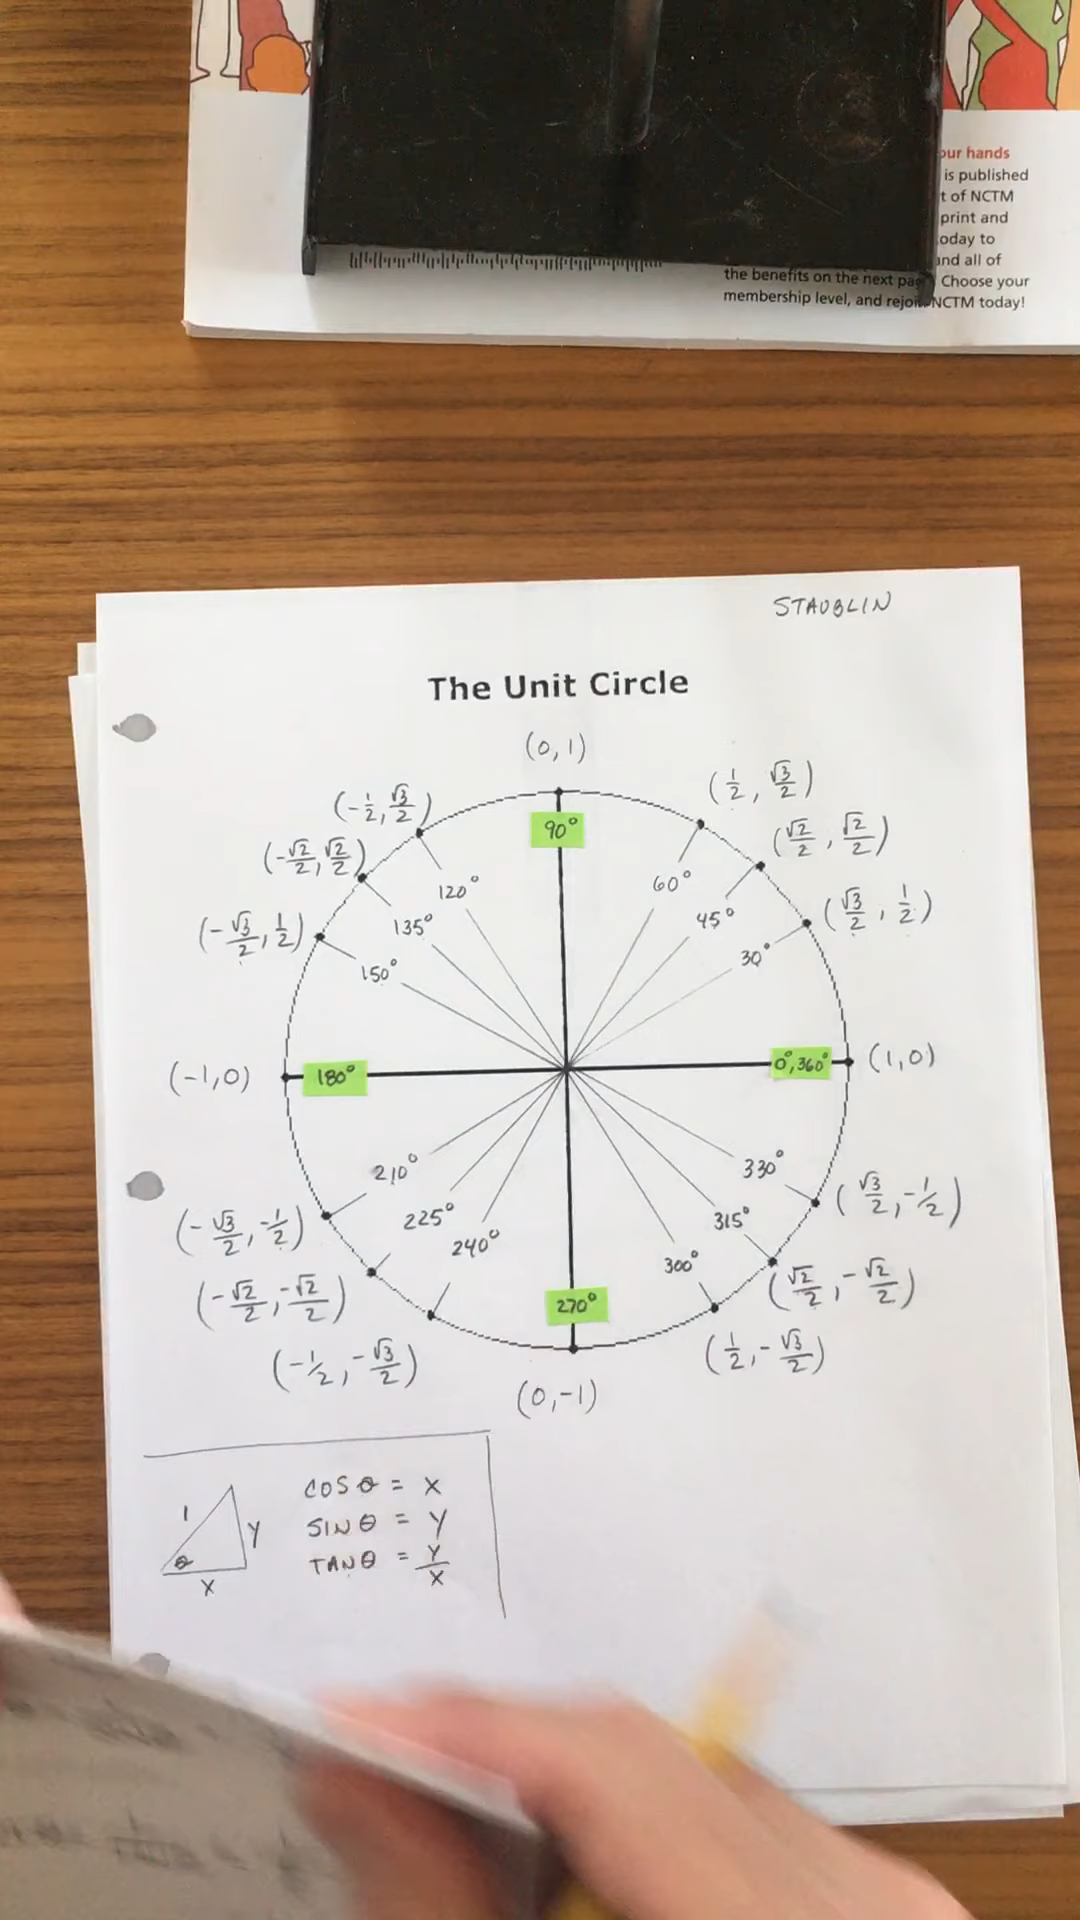 our hands
is published
t of NCTM
print and
oday to
and all of
the benefits on the next pag Choose your
membership level, and rejoin NCTM today!
STAUBLIN
The Unit Circle
(0,1)
(-1/2, √3/2)
(1/2, √3/2)
90°
(-√2/2, √2/2)
(√2/2, √2/2)
120°
60°
(-√3/2, 1/2)
135°
45°
(√3/2, 1/2)
150°
30°
(-1,0)
180°
0°,360°
(1,0)
210°
330°
(-√3/2, -1/2)
225°
315°
(√3/2, -1/2)
240°
300°
(-√2/2, -√2/2)
270°
(√2/2, -√2/2)
(-1/2, -√3/2)
(1/2, -√3/2)
(0,-1)
1
θ
y
x
COS θ = X
SIN θ = Y
TAN θ = Y/X